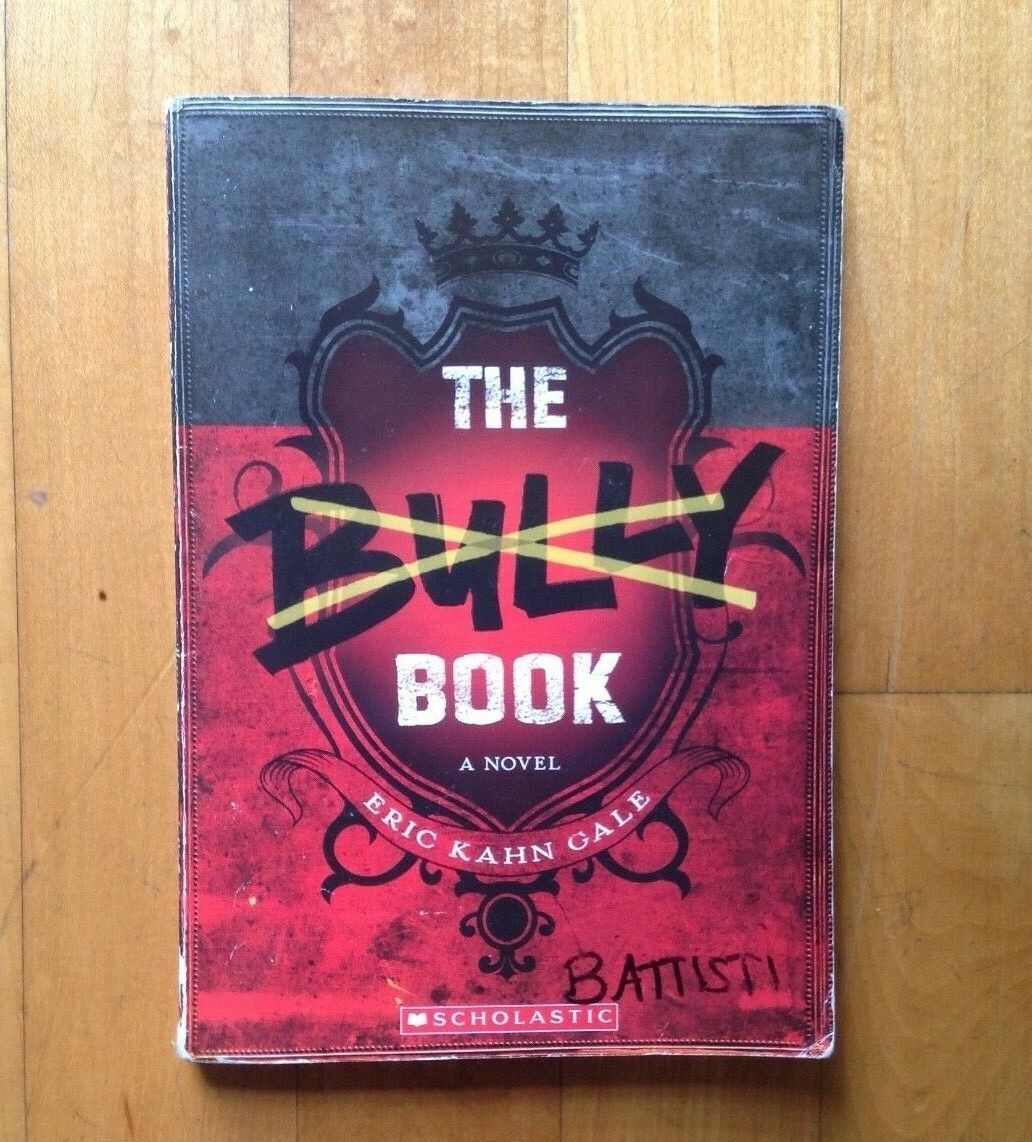 THE
BULLY
BOOK
A NOVEL
ERIC KAHN GALE
BATTISTI
SCHOLASTIC